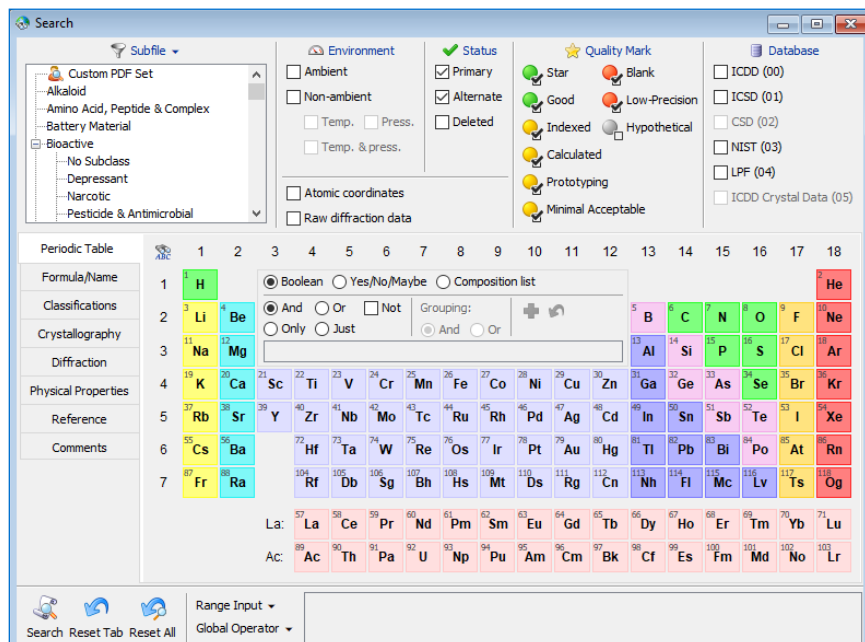 Search
Subfile
Custom PDF Set
Alkaloid
Amino Acid, Peptide & Complex
Battery Material
Bioactive
No Subclass
Depressant
Narcotic
Pesticide & Antimicrobial
Environment
Ambient
Non-ambient
Temp. Press.
Temp. & press.
Atomic coordinates
Raw diffraction data
Status
Primary
Alternate
Deleted
Quality Mark
Star Blank
Good Low-Precision
Indexed Hypothetical
Calculated
Prototyping
Minimal Acceptable
Database
ICDD (00)
ICSD (01)
CSD (02)
NIST (03)
LPF (04)
ICDD Crystal Data (05)
Periodic Table
Formula/Name
Classifications
Crystallography
Diffraction
Physical Properties
Reference
Comments
ABC 1 2 3 4 5 6 7 8 9 10 11 12 13 14 15 16 17 18
Boolean Yes/No/Maybe Composition list
And Or Not Grouping:
Only Just And Or
1 1 H 2 He
2 3 Li 4 Be 5 B 6 C 7 N 8 O 9 F 10 Ne
3 11 Na 12 Mg 13 Al 14 Si 15 P 16 S 17 Cl 18 Ar
4 19 K 20 Ca 21 Sc 22 Ti 23 V 24 Cr 25 Mn 26 Fe 27 Co 28 Ni 29 Cu 30 Zn 31 Ga 32 Ge 33 As 34 Se 35 Br 36 Kr
5 37 Rb 38 Sr 39 Y 40 Zr 41 Nb 42 Mo 43 Tc 44 Ru 45 Rh 46 Pd 47 Ag 48 Cd 49 In 50 Sn 51 Sb 52 Te 53 I 54 Xe
6 55 Cs 56 Ba 72 Hf 73 Ta 74 W 75 Re 76 Os 77 Ir 78 Pt 79 Au 80 Hg 81 Tl 82 Pb 83 Bi 84 Po 85 At 86 Rn
7 87 Fr 88 Ra 104 Rf 105 Db 106 Sg 107 Bh 108 Hs 109 Mt 110 Ds 111 Rg 112 Cn 113 Nh 114 Fl 115 Mc 116 Lv 117 Ts 118 Og
La: 57 La 58 Ce 59 Pr 60 Nd 61 Pm 62 Sm 63 Eu 64 Gd 65 Tb 66 Dy 67 Ho 68 Er 69 Tm 70 Yb 71 Lu
Ac: 89 Ac 90 Th 91 Pa 92 U 93 Np 94 Pu 95 Am 96 Cm 97 Bk 98 Cf 99 Es 100 Fm 101 Md 102 No 103 Lr
Search Reset Tab Reset All
Range Input
Global Operator